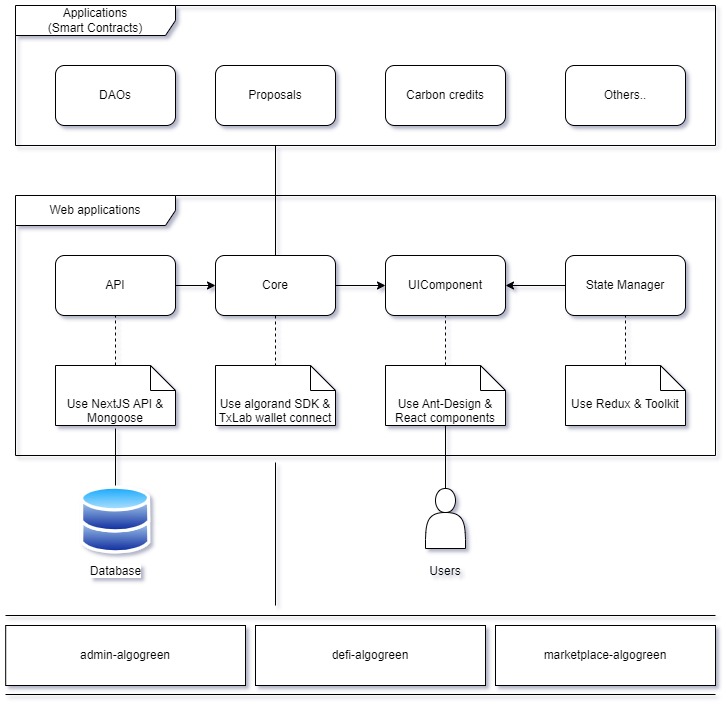 Applications
(Smart Contracts)
DAOs
Proposals
Carbon credits
Others..
Web applications
API
Core
UIComponent
State Manager
Use NextJS API &
Mongoose
Use algorand SDK &
TxLab wallet connect
Use Ant-Design &
React components
Use Redux & Toolkit
Database
Users
admin-algogreen
defi-algogreen
marketplace-algogreen